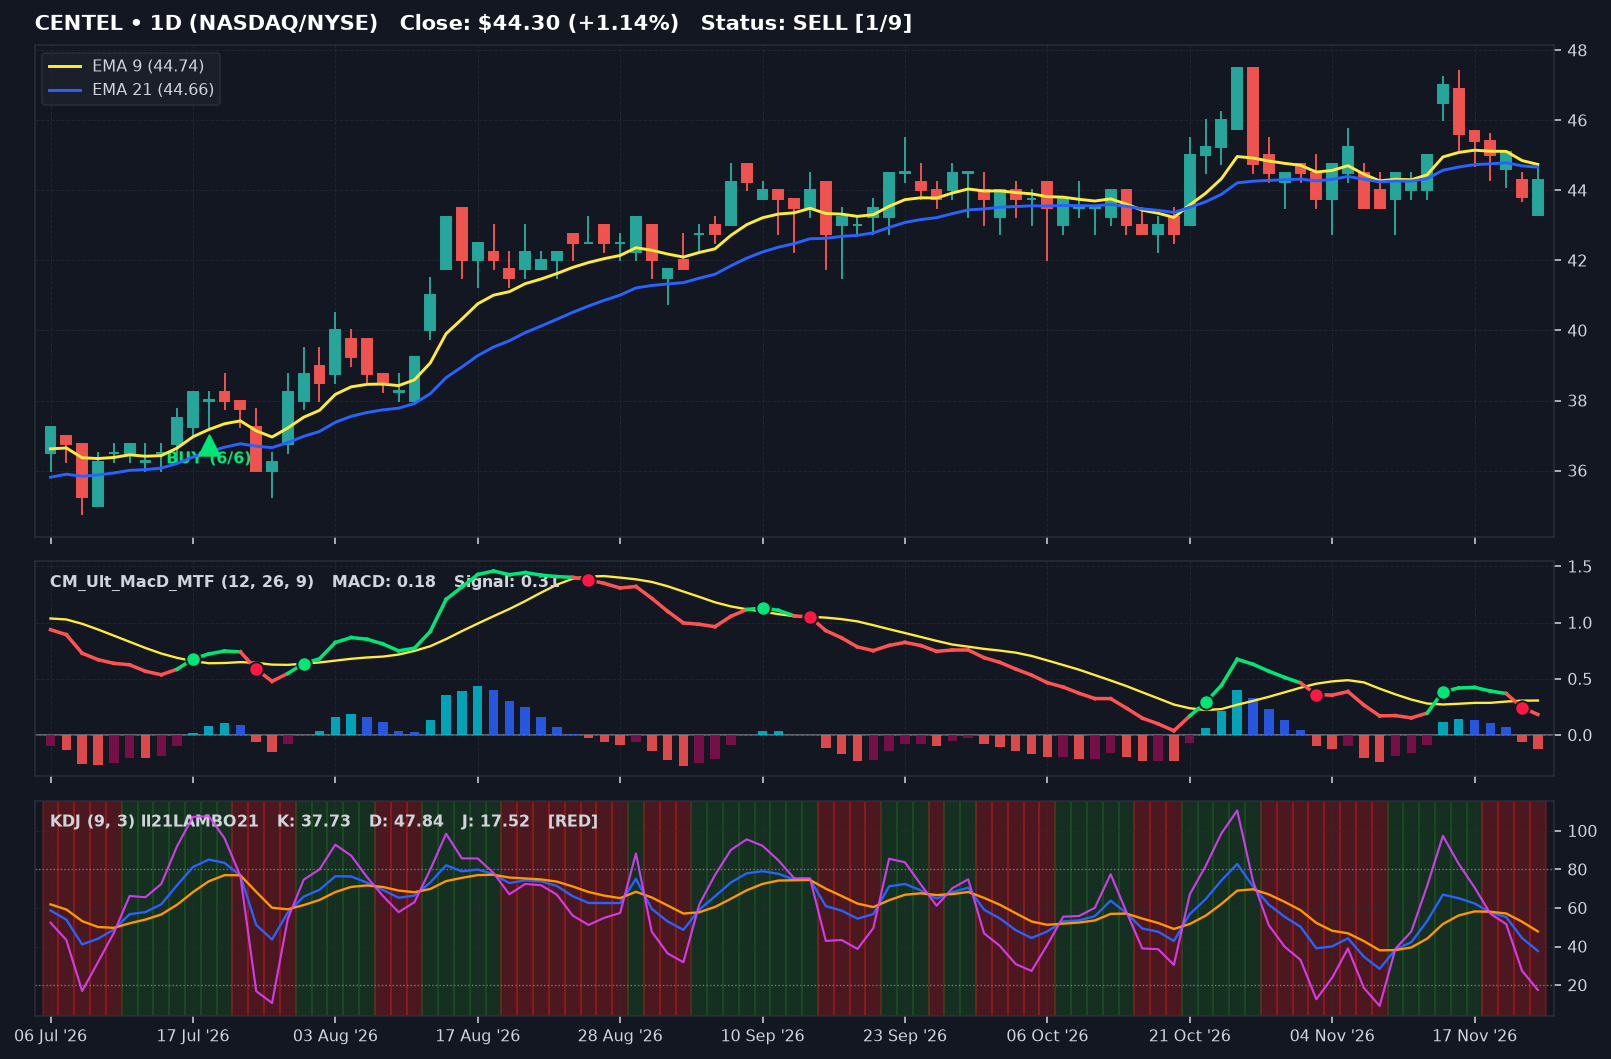 CENTEL • 1D (NASDAQ/NYSE)   Close: $44.30 (+1.14%)   Status: SELL [1/9]
EMA 9 (44.74)
EMA 21 (44.66)
48
46
44
42
40
38
36
BUY (6/6)
CM_Ult_MacD_MTF (12, 26, 9)   MACD: 0.18   Signal: 0.31
1.5
1.0
0.5
0.0
KDJ (9, 3) II21LAMBO21   K: 37.73   D: 47.84   J: 17.52   [RED]
100
80
60
40
20
06 Jul '26   17 Jul '26   03 Aug '26   17 Aug '26   28 Aug '26   10 Sep '26   23 Sep '26   06 Oct '26   21 Oct '26   04 Nov '26   17 Nov '26